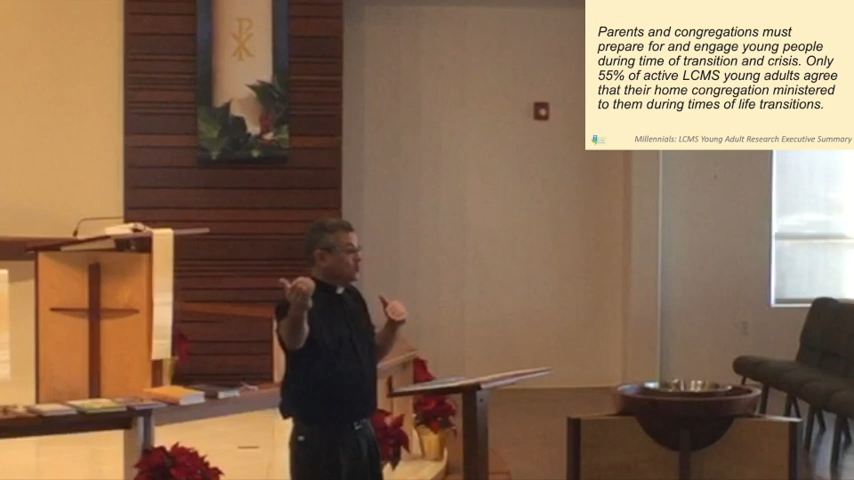 Parents and congregations must
prepare for and engage young people
during time of transition and crisis. Only
55% of active LCMS young adults agree
that their home congregation ministered
to them during times of life transitions.
Millennials: LCMS Young Adult Research Executive Summary